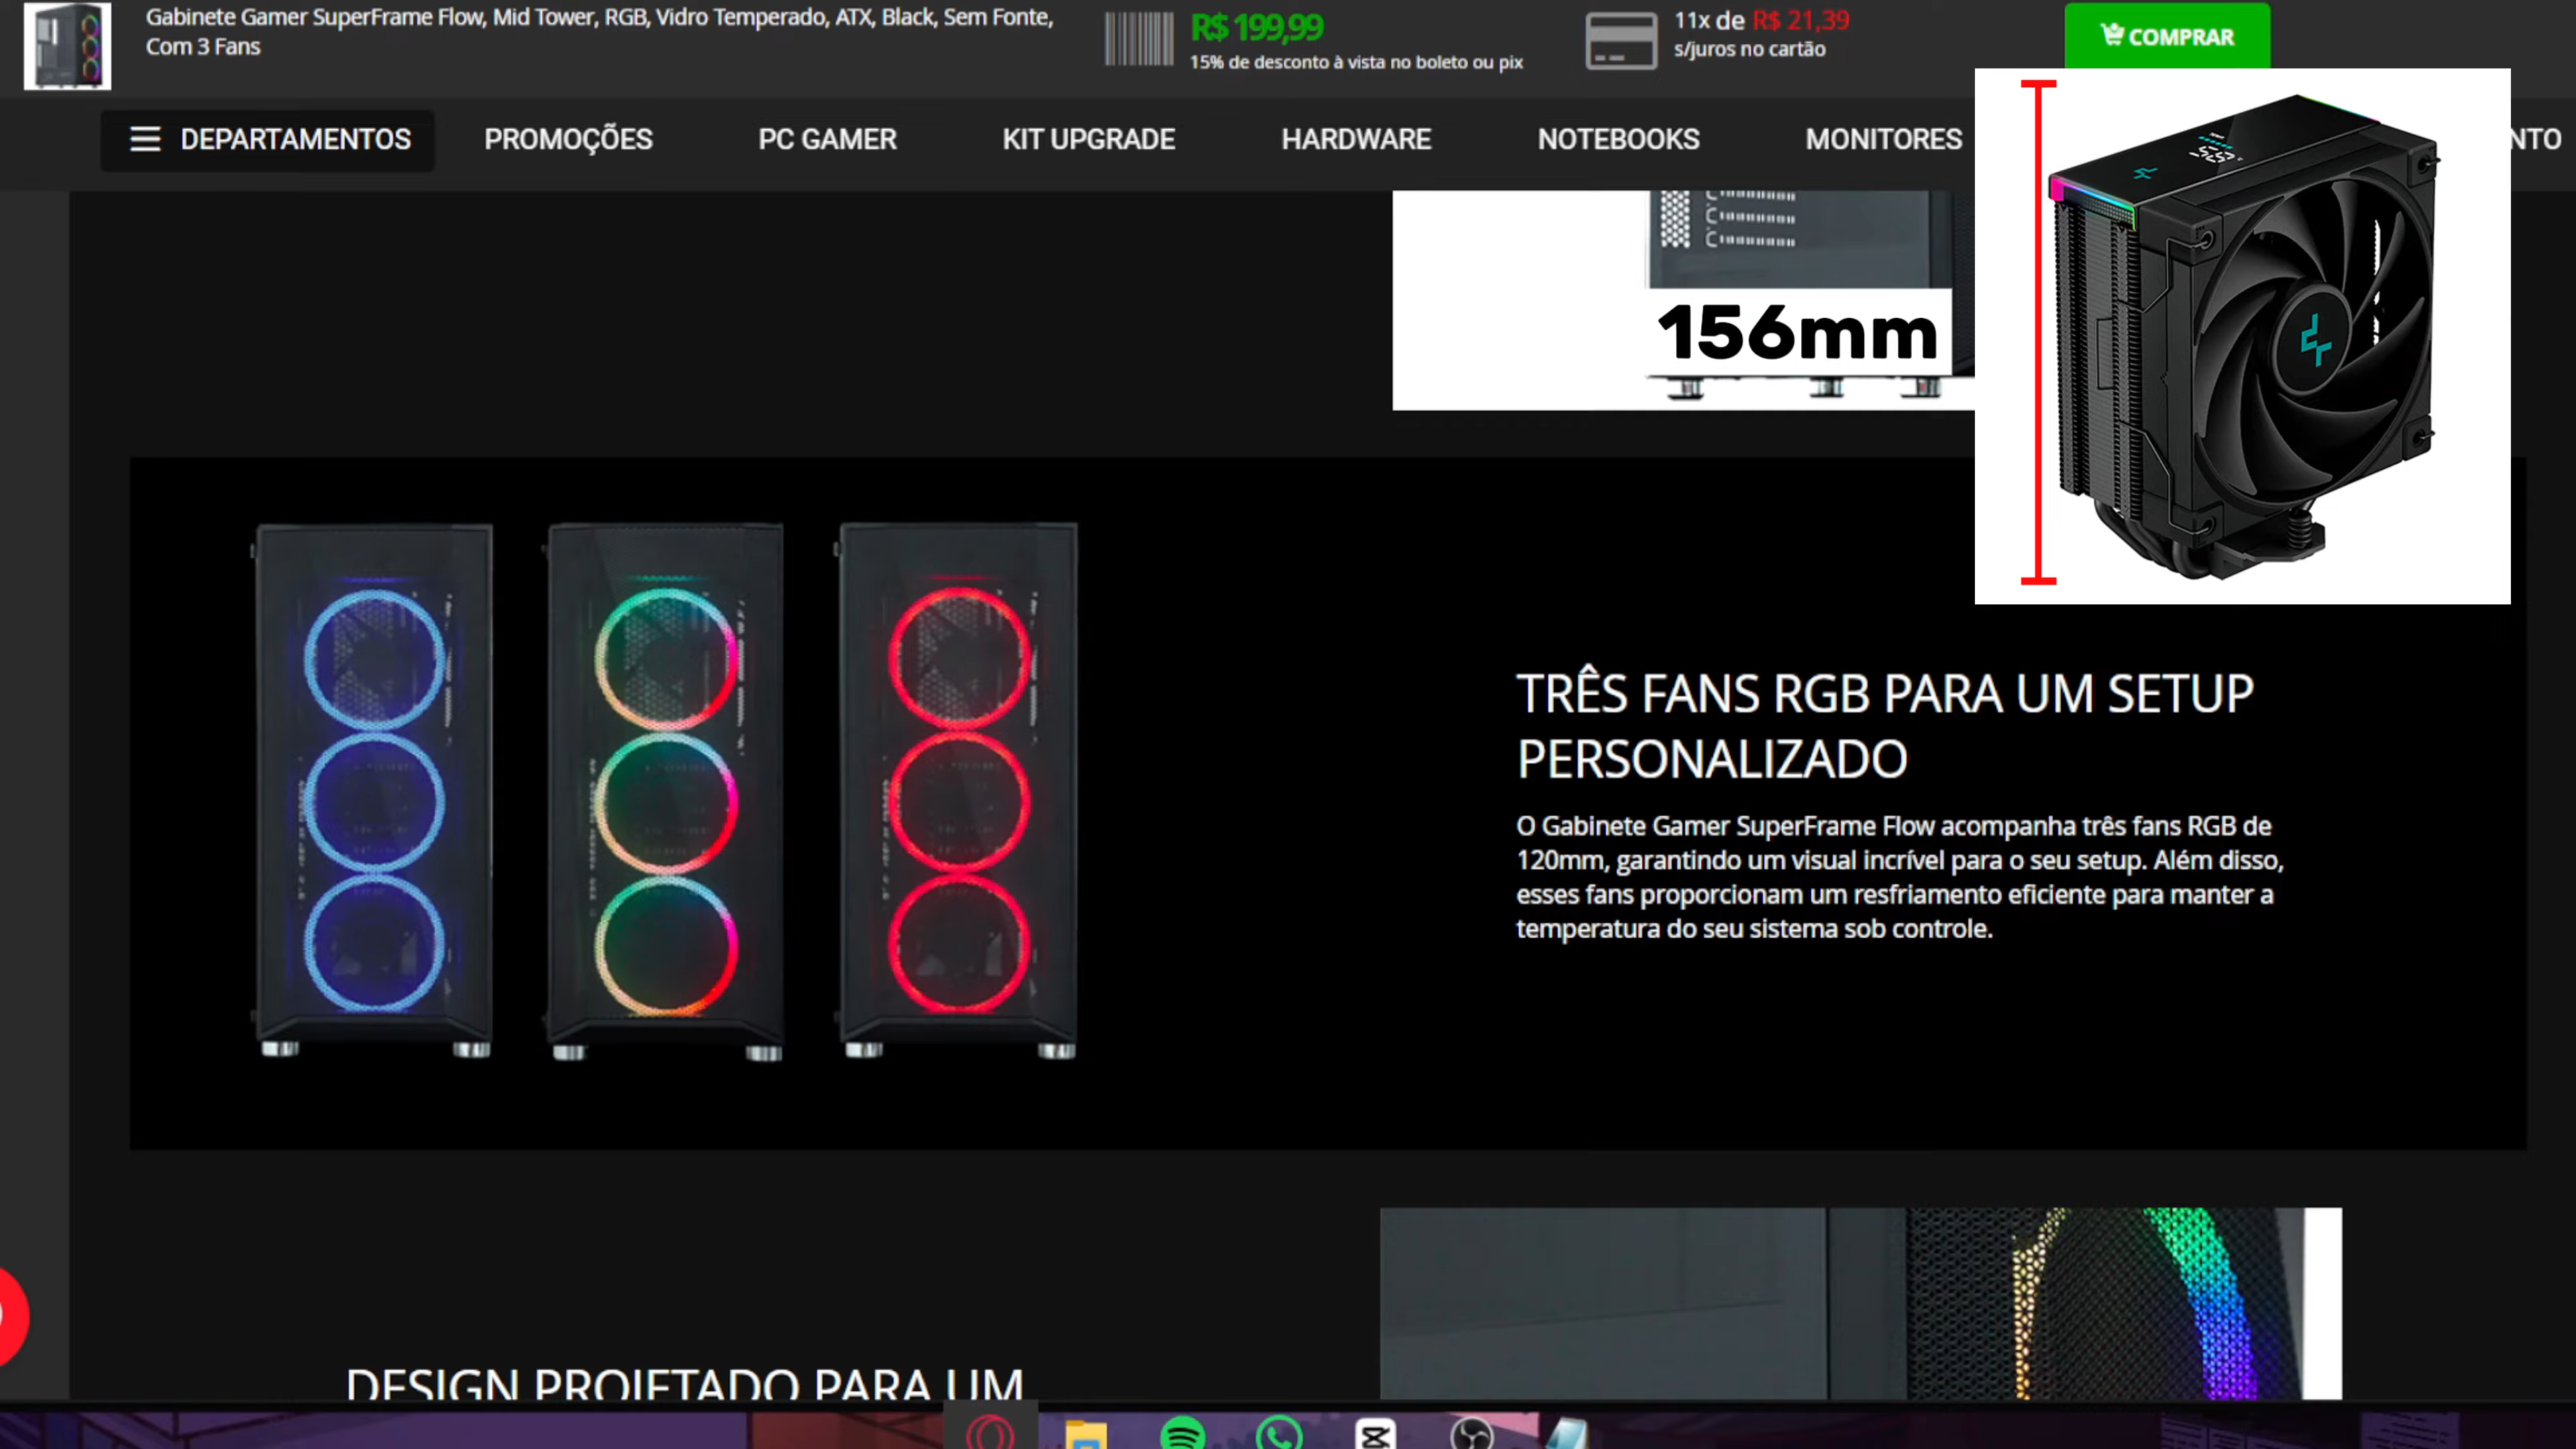 Gabinete Gamer SuperFrame Flow, Mid Tower, RGB, Vidro Temperado, ATX, Black, Sem Fonte,
Com 3 Fans
R$ 199,99
15% de desconto à vista no boleto ou pix
11x de R$ 21,39
s/juros no cartão
COMPRAR
DEPARTAMENTOS
PROMOÇÕES
PC GAMER
KIT UPGRADE
HARDWARE
NOTEBOOKS
MONITORES
NTO
156mm
TRÊS FANS RGB PARA UM SETUP
PERSONALIZADO
O Gabinete Gamer SuperFrame Flow acompanha três fans RGB de
120mm, garantindo um visual incrível para o seu setup. Além disso,
esses fans proporcionam um resfriamento eficiente para manter a
temperatura do seu sistema sob controle.
DESIGN PROJETADO PARA UM